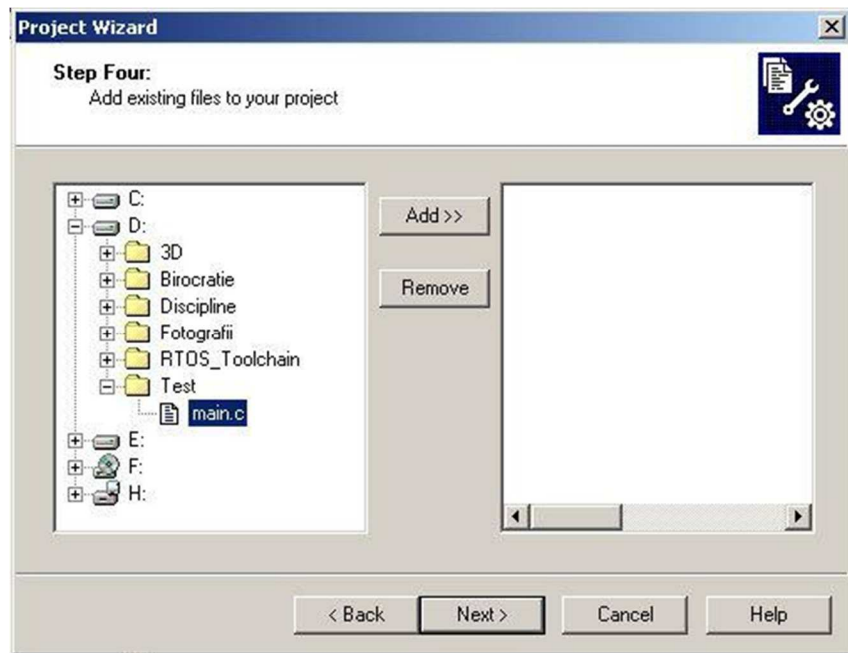 Project Wizard
Step Four:
Add existing files to your project
C:
D:
3D
Birocratie
Discipline
Fotografii
RTOS_Toolchain
Test
main.c
E:
F:
H:
Add >>
Remove
< Back
Next >
Cancel
Help